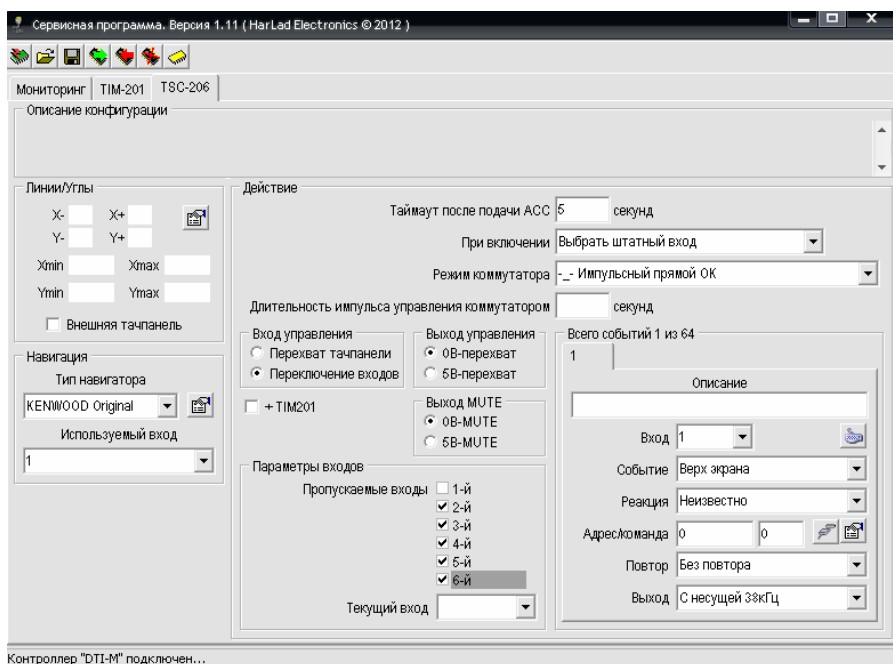 Сервисная программа. Версия 1.11 ( HarLad Electronics © 2012 )
Мониторинг TIM-201 TSC-206
Описание конфигурации
Линии/Углы
X- X+
Y- Y+
Xmin Xmax
Ymin Ymax
Внешняя тачпанель
Навигация
Тип навигатора
KENWOOD Original
Используемый вход
1
Действие
Таймаут после подачи ACC 5 секунд
При включении Выбрать штатный вход
Режим коммутатора -_- Импульсный прямой ОК
Длительность импульса управления коммутатором секунд
Вход управления
Перехват тачпанели
Переключение входов
+ TIM201
Выход управления
0В-перехват
5В-перехват
Выход MUTE
0В-MUTE
5В-MUTE
Параметры входов
Пропускаемые входы 1-й
2-й
3-й
4-й
5-й
6-й
Текущий вход
Всего событий 1 из 64
1
Описание
Вход 1
Событие Верх экрана
Реакция Неизвестно
Адрес/команда 0 0
Повтор Без повтора
Выход С несущей 38кГц
Контроллер "DTI-M" подключен...